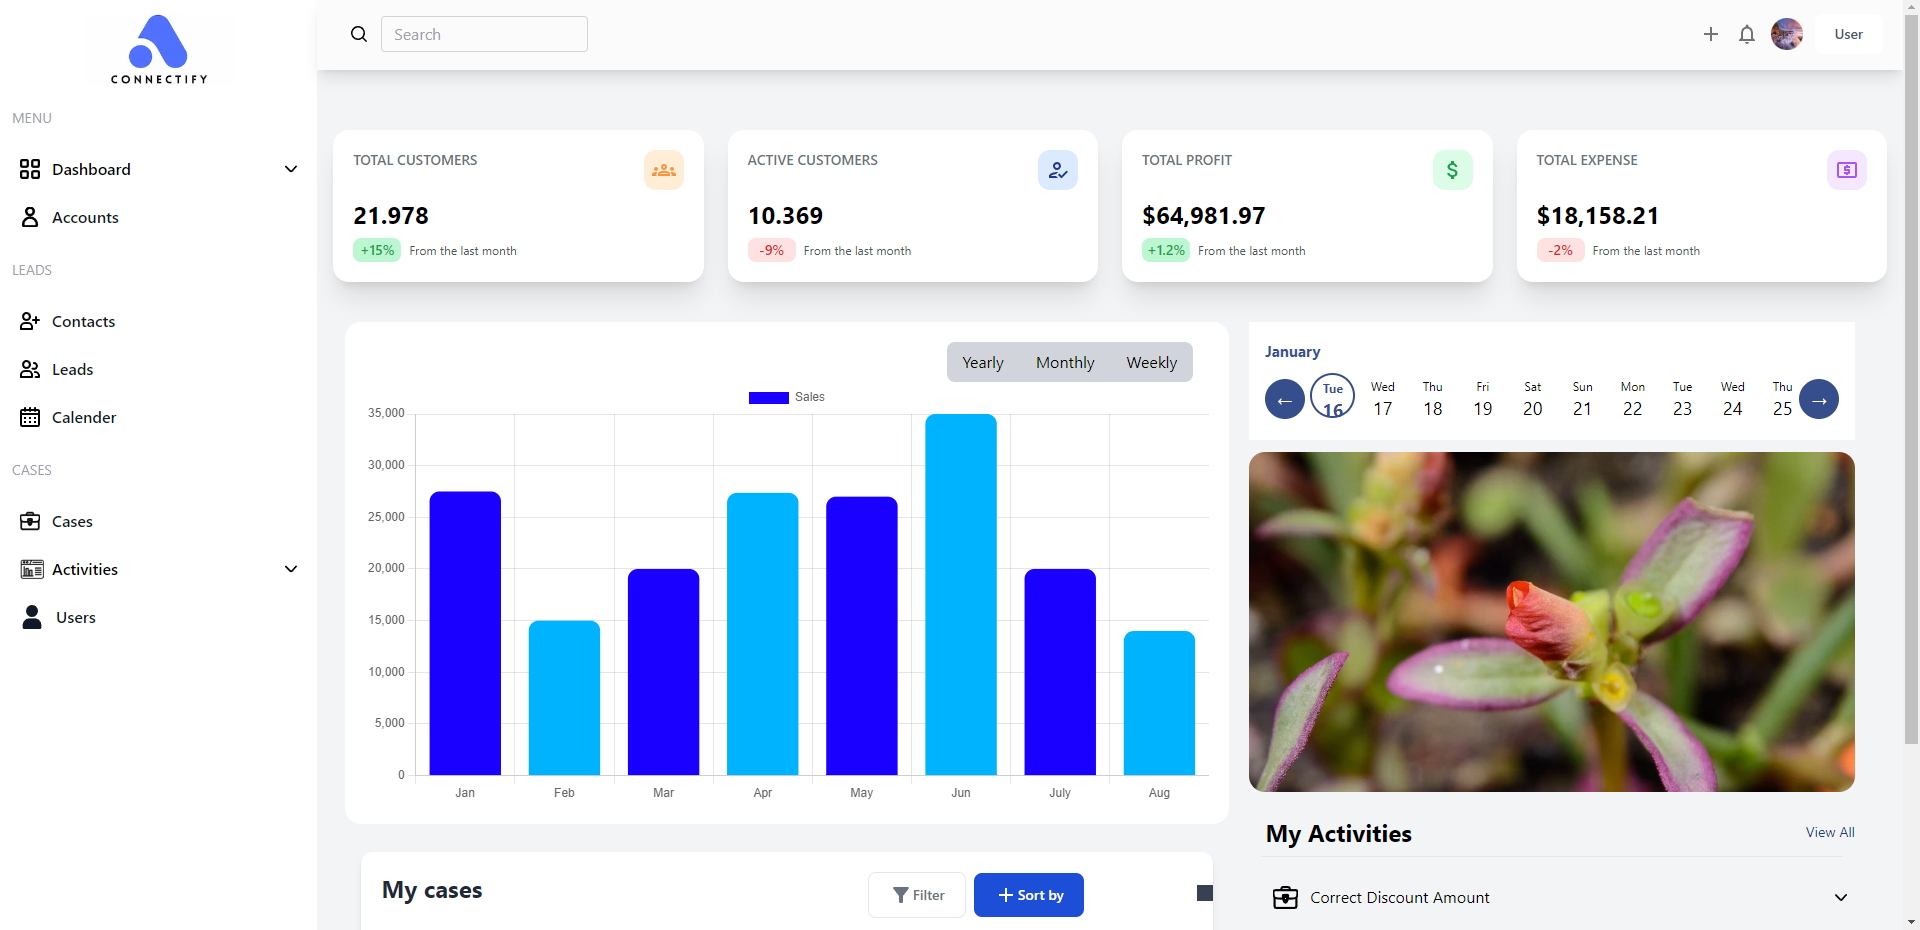 CONNECTIFY
MENU
Dashboard
Accounts
LEADS
Contacts
Leads
Calender
CASES
Cases
Activities
Users
Search
User
TOTAL CUSTOMERS
21.978
+15% From the last month
ACTIVE CUSTOMERS
10.369
-9% From the last month
TOTAL PROFIT
$64,981.97
+1.2% From the last month
TOTAL EXPENSE
$18,158.21
-2% From the last month
Yearly Monthly Weekly
Sales
35,000
30,000
25,000
20,000
15,000
10,000
5,000
0
Jan Feb Mar Apr May Jun July Aug
January
← Tue Wed Thu Fri Sat Sun Mon Tue Wed Thu →
16 17 18 19 20 21 22 23 24 25
My Activities View All
Correct Discount Amount
My cases Filter + Sort by